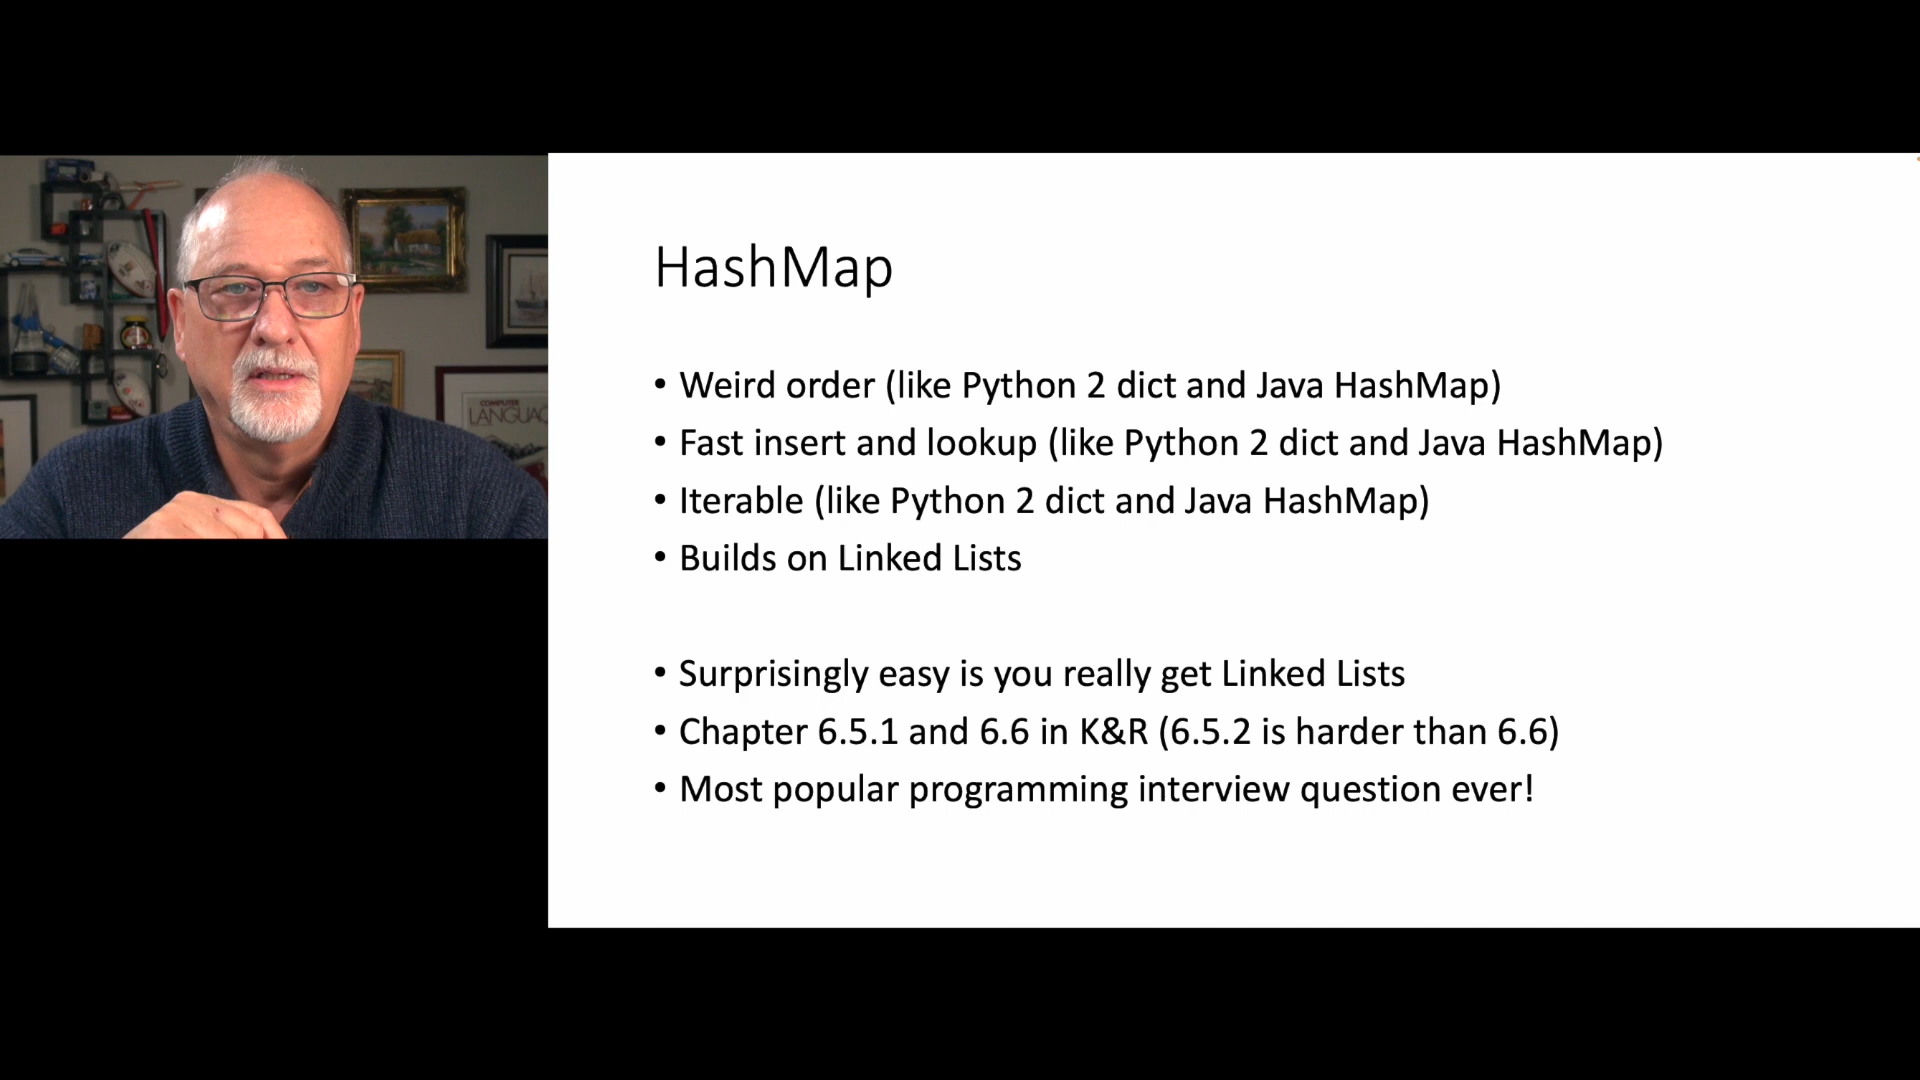 COMPUTER
LANGUAG
HashMap
• Weird order (like Python 2 dict and Java HashMap)
• Fast insert and lookup (like Python 2 dict and Java HashMap)
• Iterable (like Python 2 dict and Java HashMap)
• Builds on Linked Lists
• Surprisingly easy is you really get Linked Lists
• Chapter 6.5.1 and 6.6 in K&R (6.5.2 is harder than 6.6)
• Most popular programming interview question ever!